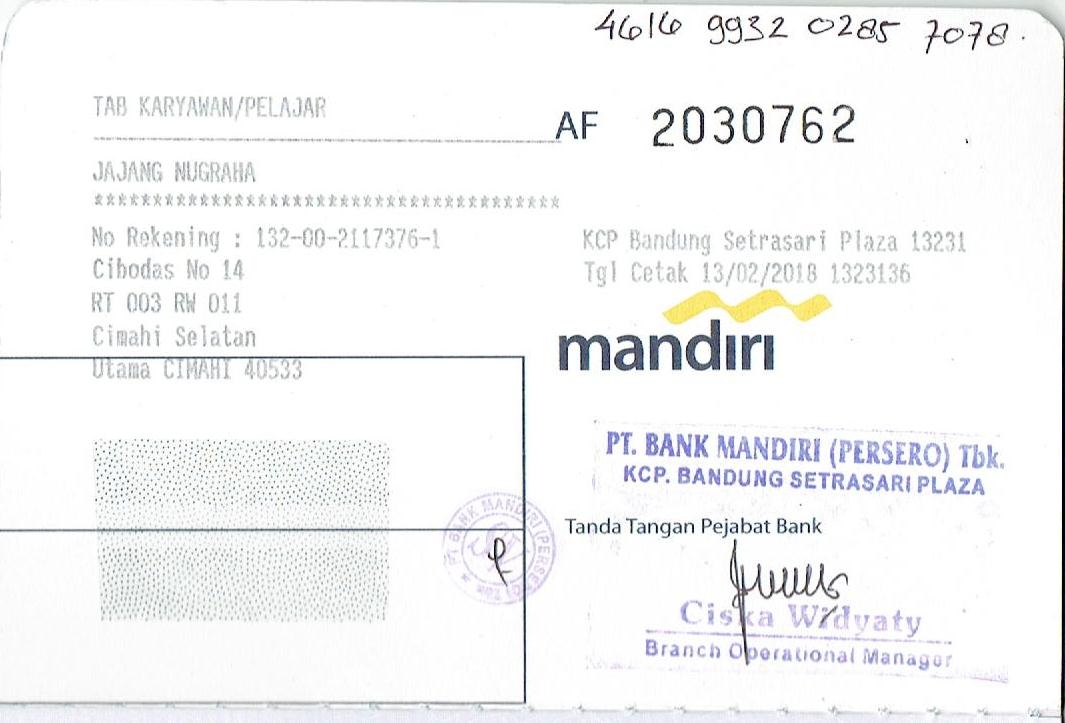 4616 9932 0285 7078.
TAB KARYAWAN/PELAJAR
AF 2030762
JAJANG NUGRAHA
****************************************
No Rekening : 132-00-2117376-1
Cibodas No 14
RT 003 RW 011
Cimahi Selatan
Utama CIMAHI 40533
KCP Bandung Setrasari Plaza 13231
Tgl Cetak 13/02/2018 1323136
mandiri
PT. BANK MANDIRI (PERSERO) Tbk.
KCP. BANDUNG SETRASARI PLAZA
Tanda Tangan Pejabat Bank
PT BANK MANDIRI (PERSERO) Tbk
Ciska Widyaty
Branch Operational Manager